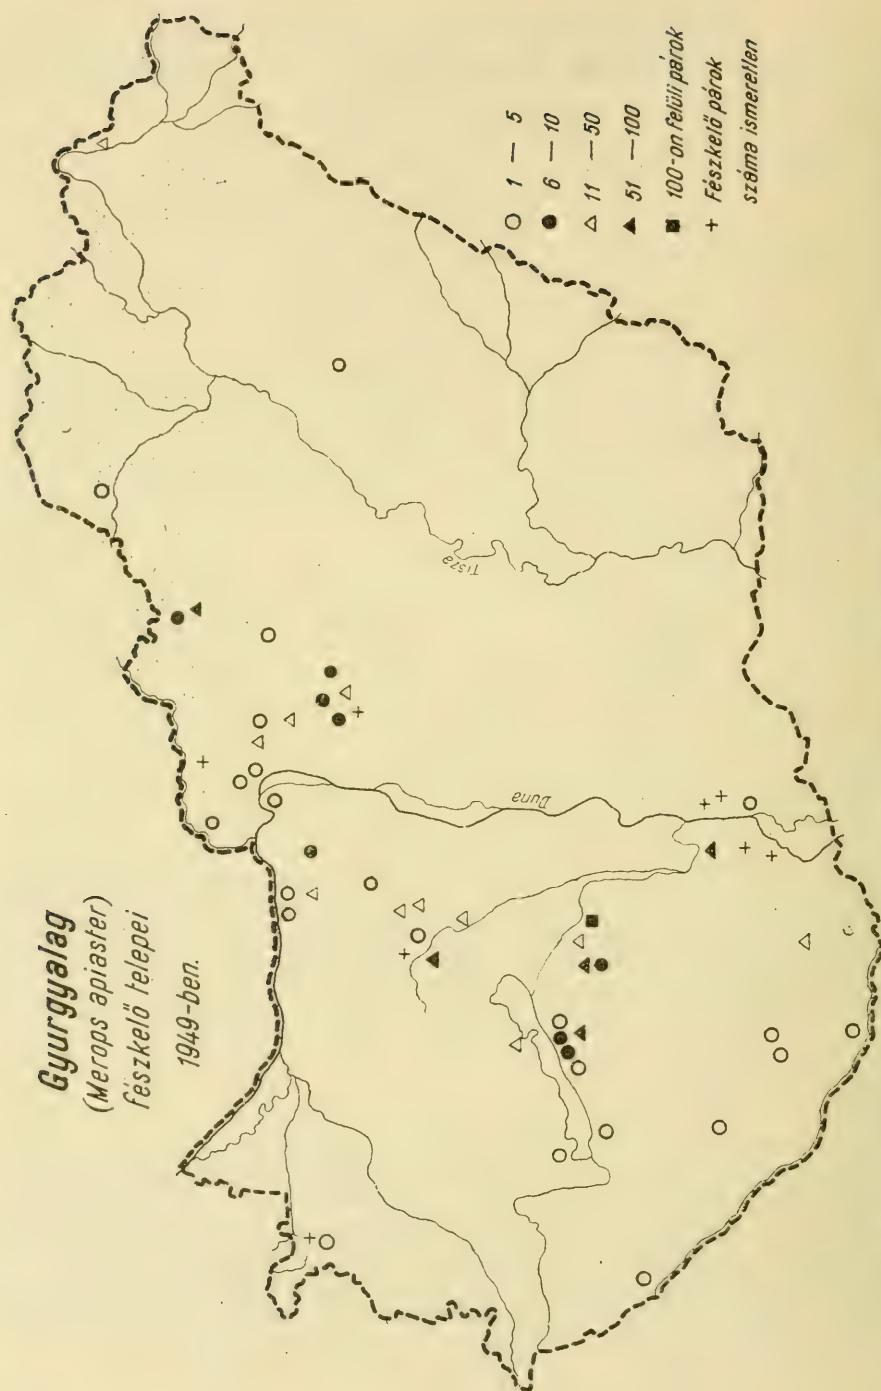 Gyurgyalag
(Merops apiaster)
fészkelő telepei
1949-ben.
Duna
Tisza
1 — 5
6 — 10
11 — 50
51 — 100
100-on felüli párok
+ Fészkelő párok
száma ismeretlen